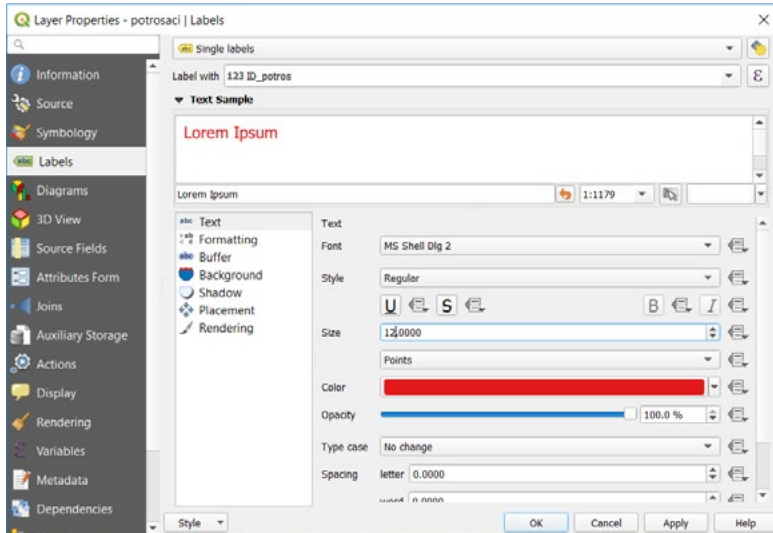 Layer Properties - potrosaci | Labels
Single labels
Label with 123 ID_potros
Text Sample
Lorem Ipsum
Lorem Ipsum
1:1179
Information
Source
Symbology
Labels
Diagrams
3D View
Source Fields
Attributes Form
Joins
Auxiliary Storage
Actions
Display
Rendering
Variables
Metadata
Dependencies
Text
Formatting
Buffer
Background
Shadow
Placement
Rendering
Text
Font MS Shell Dlg 2
Style Regular
U S B I
Size 12,0000
Points
Color
Opacity 100.0 %
Type case No change
Spacing letter 0.0000
word 0.0000
Style OK Cancel Apply Help